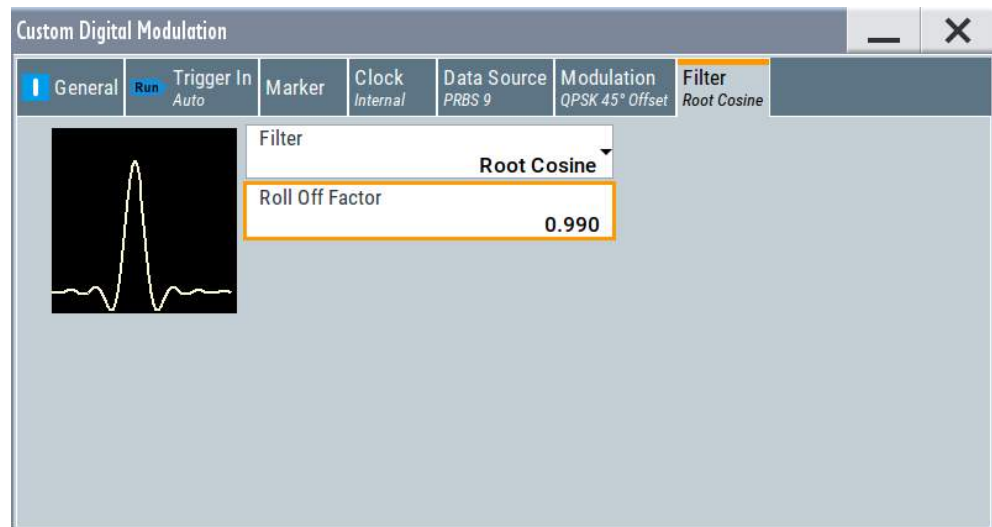 Custom Digital Modulation
General
Run
Trigger In
Auto
Marker
Clock
Internal
Data Source
PRBS 9
Modulation
QPSK 45° Offset
Filter
Root Cosine
Filter
Root Cosine
Roll Off Factor
0.990